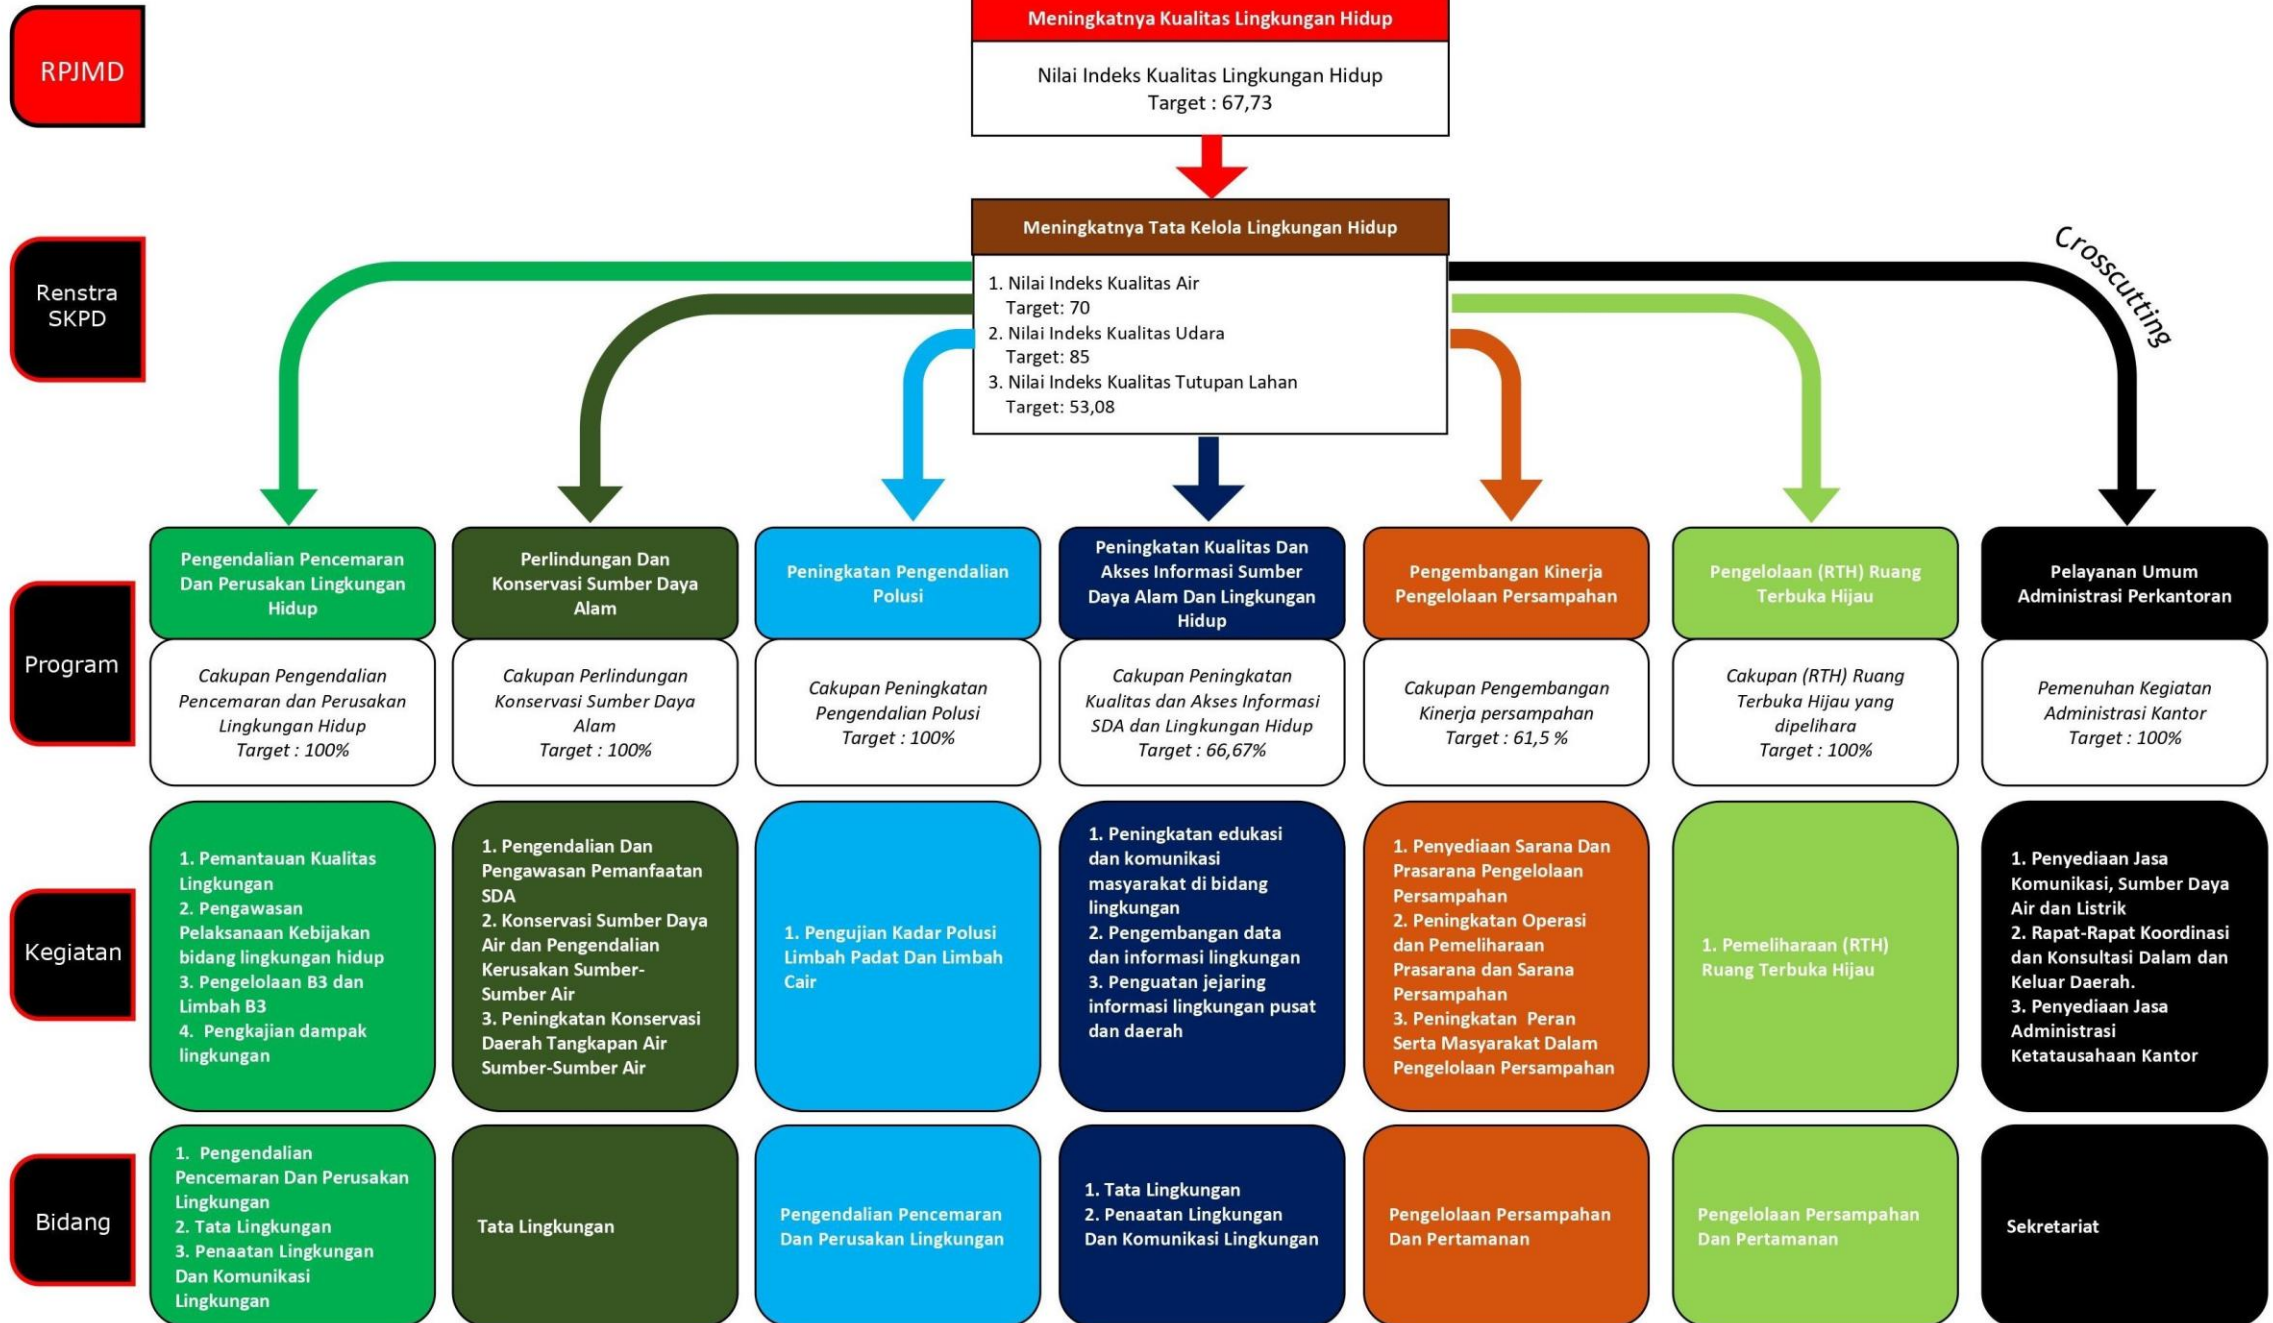 RPJMD
Meningkatnya Kualitas Lingkungan Hidup
Nilai Indeks Kualitas Lingkungan Hidup
Target : 67,73
Renstra
SKPD
Meningkatnya Tata Kelola Lingkungan Hidup
1. Nilai Indeks Kualitas Air
Target: 70
2. Nilai Indeks Kualitas Udara
Target: 85
3. Nilai Indeks Kualitas Tutupan Lahan
Target: 53,08
Crosscutting
Program
Pengendalian Pencemaran
Dan Perusakan Lingkungan
Hidup
Cakupan Pengendalian
Pencemaran dan Perusakan
Lingkungan Hidup
Target : 100%
Perlindungan Dan
Konservasi Sumber Daya
Alam
Cakupan Perlindungan
Konservasi Sumber Daya
Alam
Target : 100%
Peningkatan Pengendalian
Polusi
Cakupan Peningkatan
Pengendalian Polusi
Target : 100%
Peningkatan Kualitas Dan
Akses Informasi Sumber
Daya Alam Dan Lingkungan
Hidup
Cakupan Peningkatan
Kualitas dan Akses Informasi
SDA dan Lingkungan Hidup
Target : 66,67%
Pengembangan Kinerja
Pengelolaan Persampahan
Cakupan Pengembangan
Kinerja persampahan
Target : 61,5 %
Pengelolaan (RTH) Ruang
Terbuka Hijau
Cakupan (RTH) Ruang
Terbuka Hijau yang
dipelihara
Target : 100%
Pelayanan Umum
Administrasi Perkantoran
Pemenuhan Kegiatan
Administrasi Kantor
Target : 100%
Kegiatan
1. Pemantauan Kualitas
Lingkungan
2. Pengawasan
Pelaksanaan Kebijakan
bidang lingkungan hidup
3. Pengelolaan B3 dan
Limbah B3
4. Pengkajian dampak
lingkungan
1. Pengendalian Dan
Pengawasan Pemanfaatan
SDA
2. Konservasi Sumber Daya
Air dan Pengendalian
Kerusakan Sumber-
Sumber Air
3. Peningkatan Konservasi
Daerah Tangkapan Air
Sumber-Sumber Air
1. Pengujian Kadar Polusi
Limbah Padat Dan Limbah
Cair
1. Peningkatan edukasi
dan komunikasi
masyarakat di bidang
lingkungan
2. Pengembangan data
dan informasi lingkungan
3. Penguatan jejaring
informasi lingkungan pusat
dan daerah
1. Penyediaan Sarana Dan
Prasarana Pengelolaan
Persampahan
2. Peningkatan Operasi
dan Pemeliharaan
Prasarana dan Sarana
Persampahan
3. Peningkatan Peran
Serta Masyarakat Dalam
Pengelolaan Persampahan
1. Pemeliharaan (RTH)
Ruang Terbuka Hijau
1. Penyediaan Jasa
Komunikasi, Sumber Daya
Air dan Listrik
2. Rapat-Rapat Koordinasi
dan Konsultasi Dalam dan
Keluar Daerah.
3. Penyediaan Jasa
Administrasi
Ketatausahaan Kantor
Bidang
1. Pengendalian
Pencemaran Dan Perusakan
Lingkungan
2. Tata Lingkungan
3. Penaatan Lingkungan
Dan Komunikasi
Lingkungan
Tata Lingkungan
Pengendalian Pencemaran
Dan Perusakan Lingkungan
1. Tata Lingkungan
2. Penaatan Lingkungan
Dan Komunikasi Lingkungan
Pengelolaan Persampahan
Dan Pertamanan
Pengelolaan Persampahan
Dan Pertamanan
Sekretariat